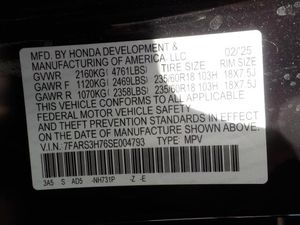 MFD. BY HONDA DEVELOPMENT &
MANUFACTURING OF AMERICA, LLC 02/25
GVWR 2160KG(4761LBS) TIRE SIZE RIM SIZE
GAWR F 1120KG(2469LBS) 235/60R18 103H 18X7.5J
GAWR R 1070KG(2358LBS) 235/60R18 103H 18X7.5J
THIS VEHICLE CONFORMS TO ALL APPLICABLE
FEDERAL MOTOR VEHICLE SAFETY
AND THEFT PREVENTION STANDARDS IN EFFECT ON
THE DATE OF MANUFACTURE SHOWN ABOVE.
V.I.N. 7FARS3H76SE004793 TYPE: MPV
3A5 S AD5 -NH731P -Z -E